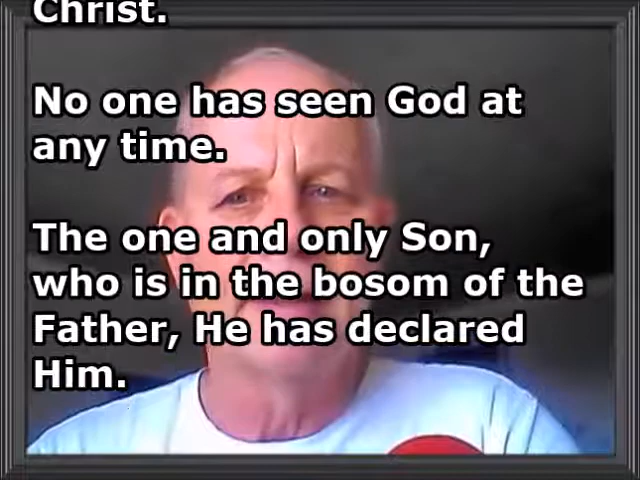 Christ.
No one has seen God at
any time.
The one and only Son,
who is in the bosom of the
Father, He has declared
Him.